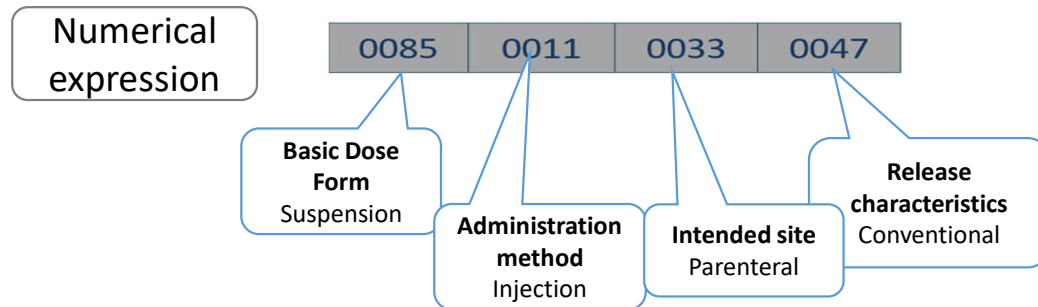 Numerical
expression
0085 0011 0033 0047
Basic Dose
Form
Suspension
Administration
method
Injection
Intended site
Parenteral
Release
characteristics
Conventional